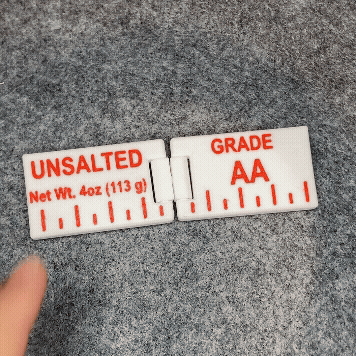 UNSALTED
Net Wt. 4oz (113 g)
GRADE
AA